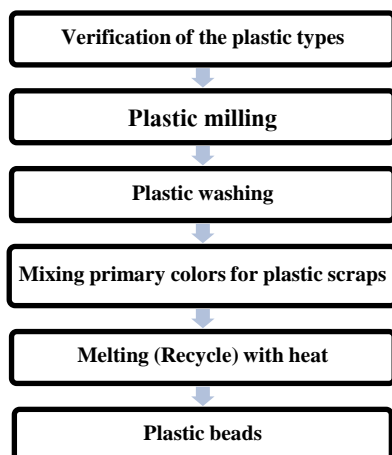 Verification of the plastic types
Plastic milling
Plastic washing
Mixing primary colors for plastic scraps
Melting (Recycle) with heat
Plastic beads